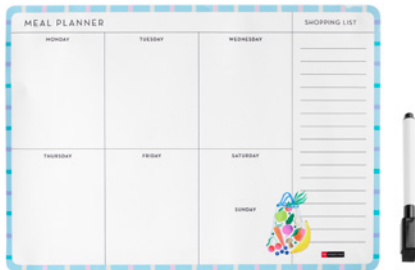 MEAL PLANNER
SHOPPING LIST
MONDAY
TUESDAY
WEDNESDAY
THURSDAY
FRIDAY
SATURDAY
SUNDAY